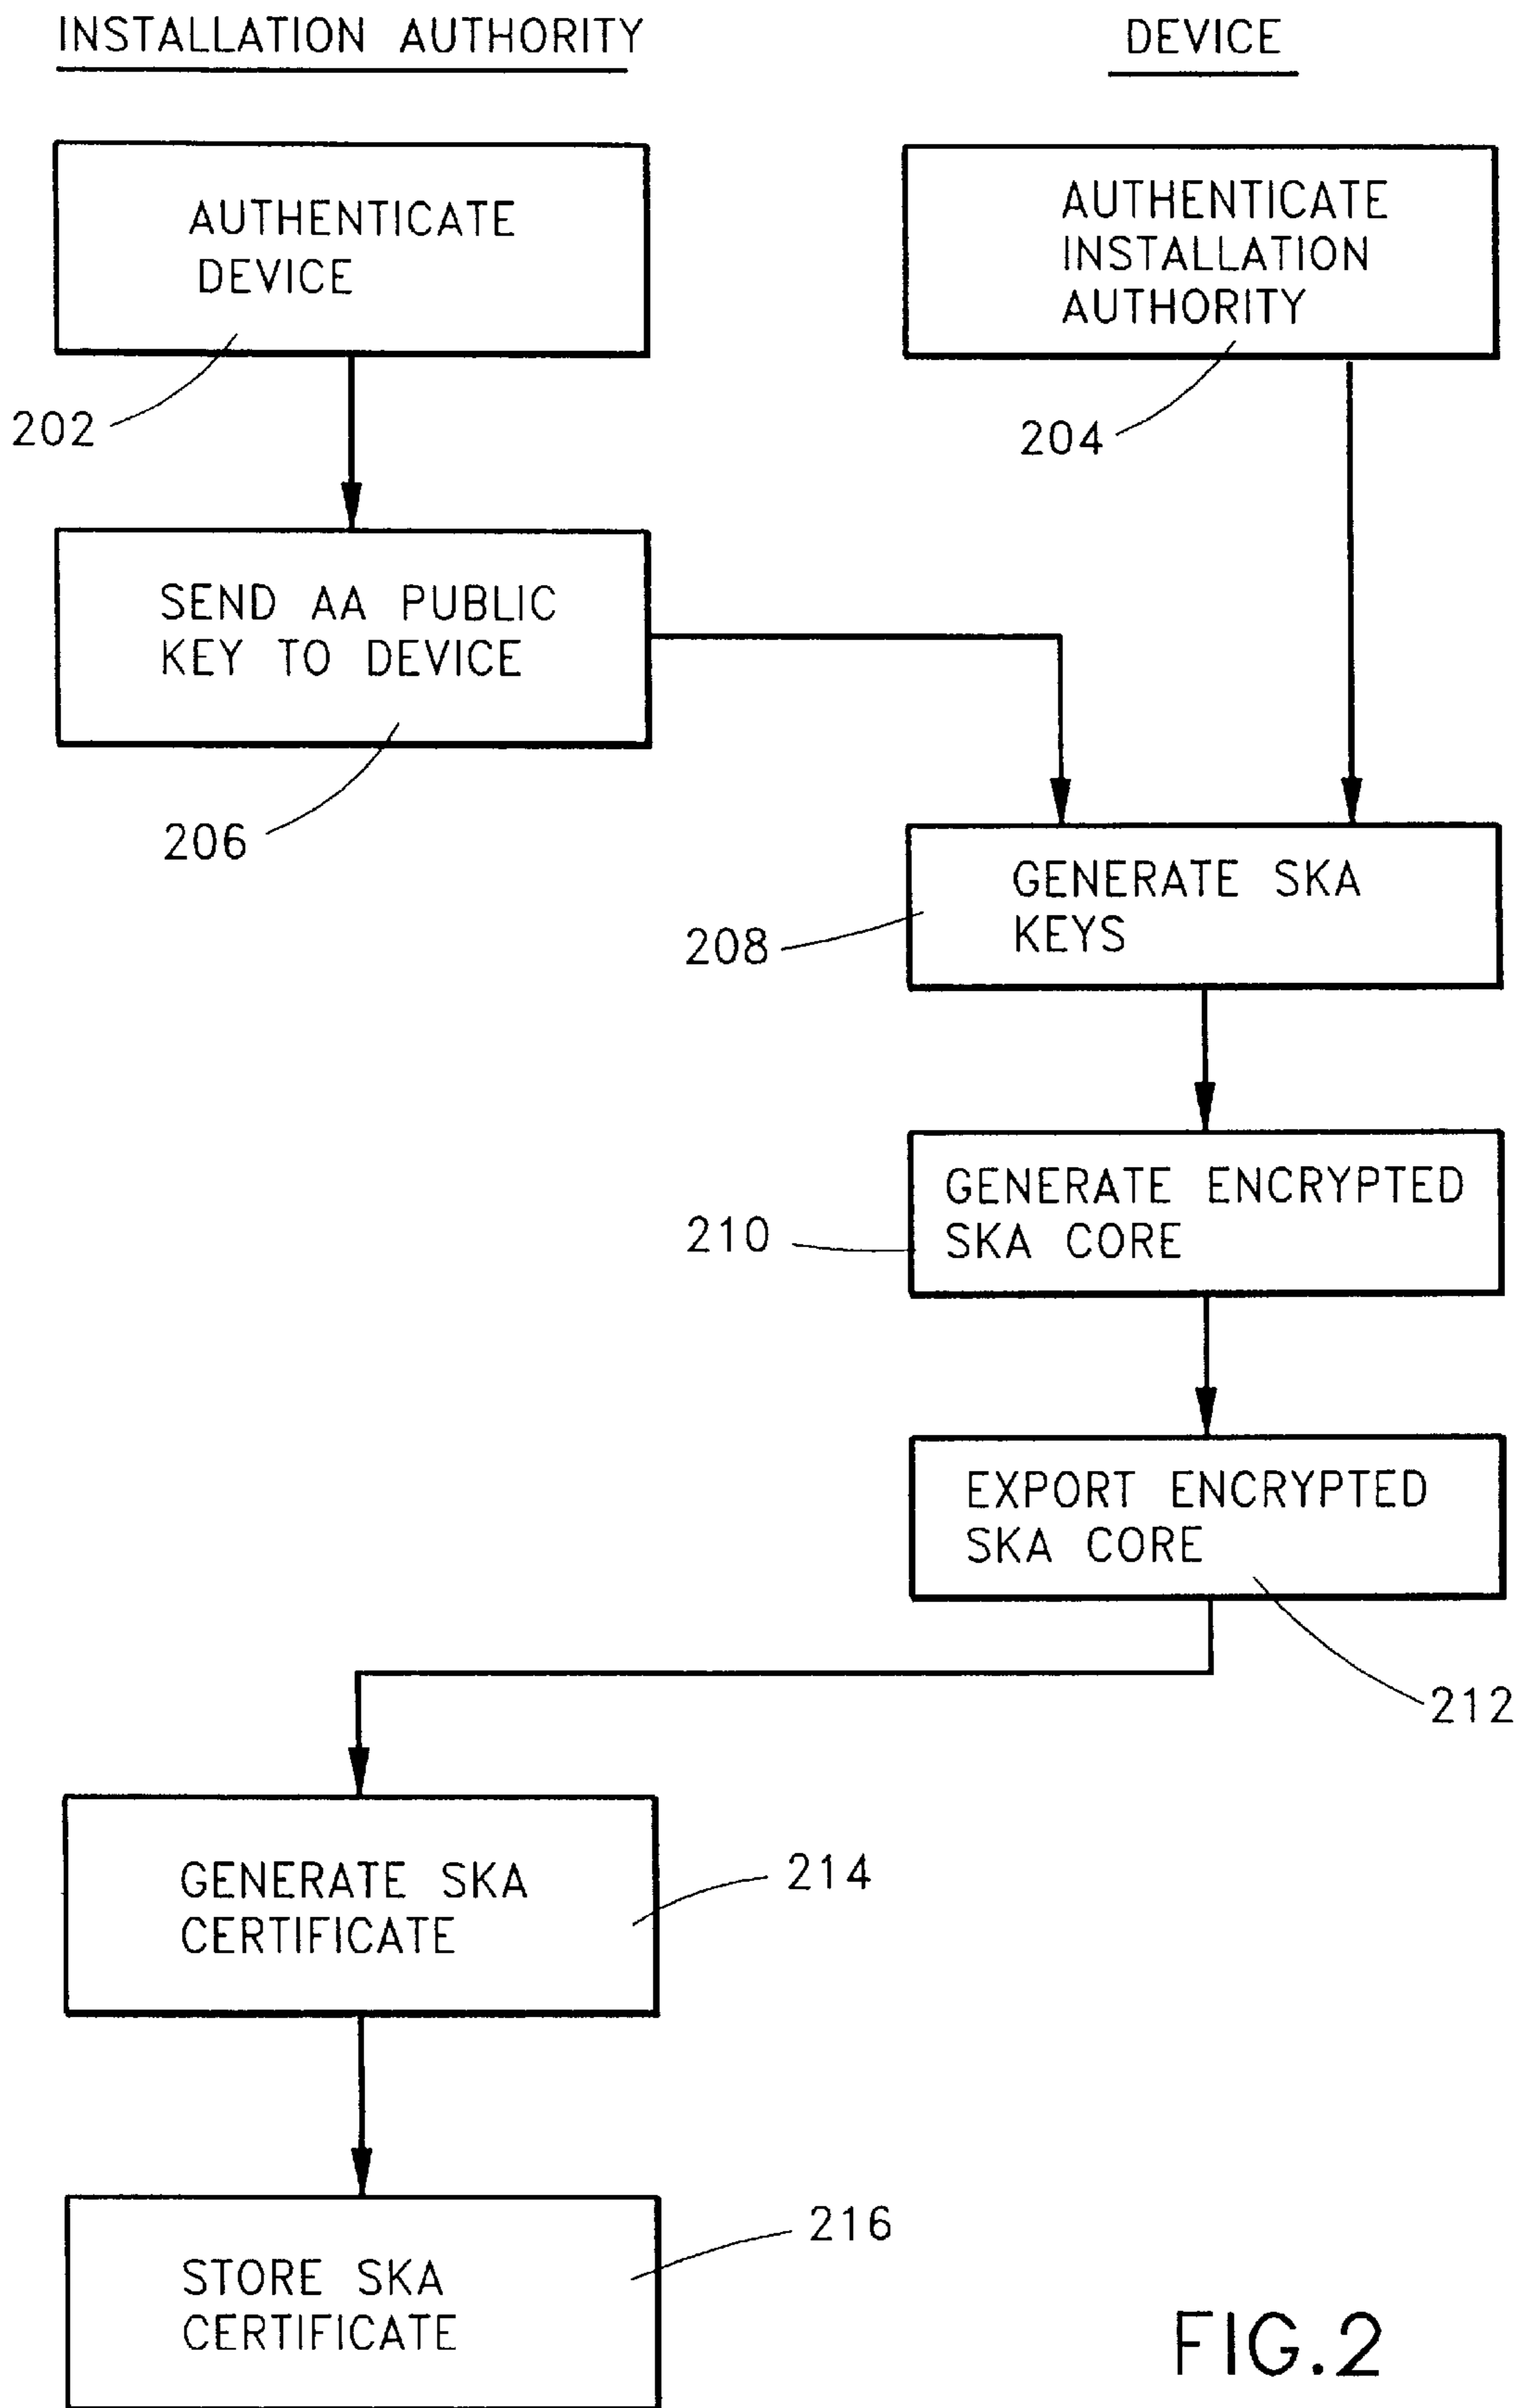 INSTALLATION AUTHORITY
DEVICE
AUTHENTICATE
DEVICE
202
AUTHENTICATE
INSTALLATION
AUTHORITY
204
SEND AA PUBLIC
KEY TO DEVICE
206
GENERATE SKA
KEYS
208
GENERATE ENCRYPTED
SKA CORE
210
EXPORT ENCRYPTED
SKA CORE
212
GENERATE SKA
CERTIFICATE
214
STORE SKA
CERTIFICATE
216
FIG.2